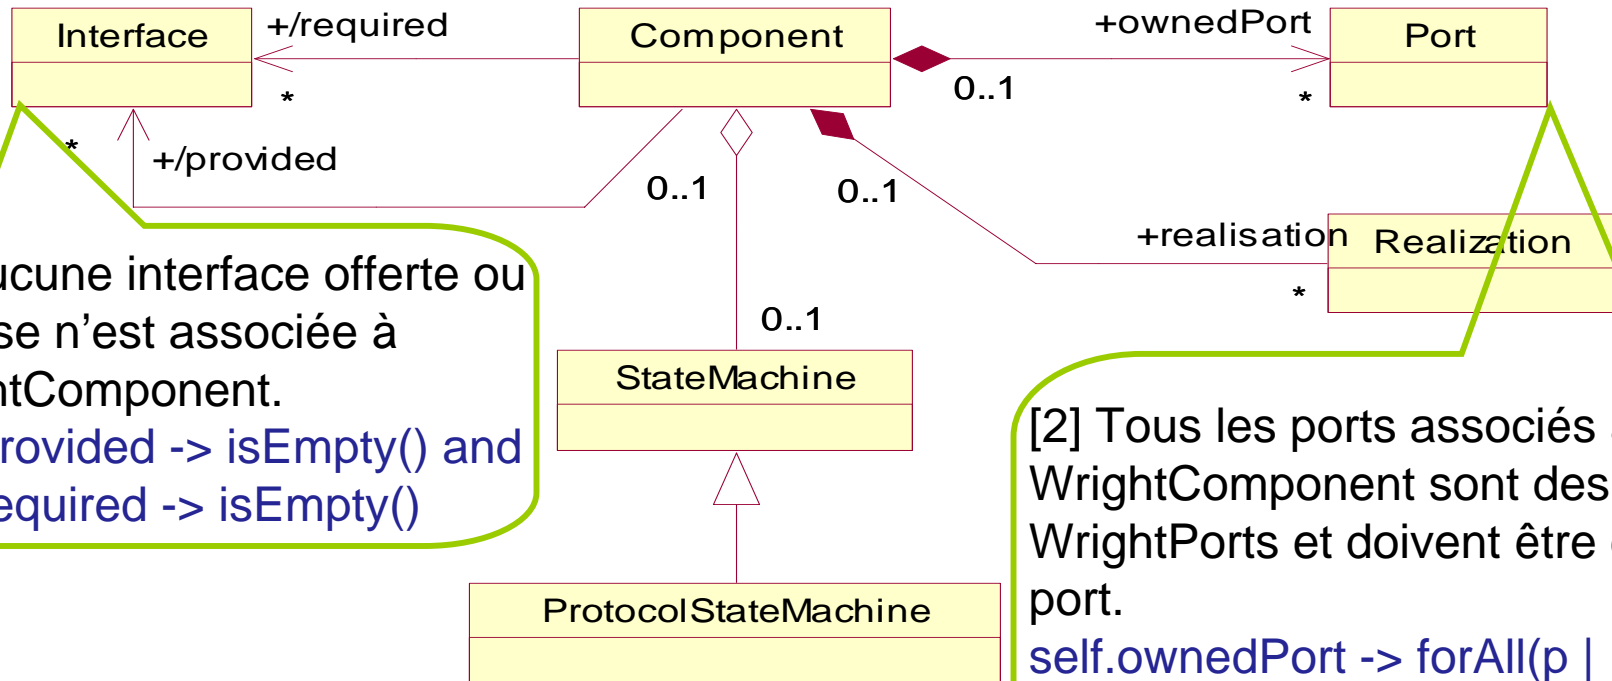 Interface
+/required
Component
+ownedPort
Port
*
0..1
*
*
+/provided
0..1
0..1
+realisation
Realization
*
ucune interface offerte ou
se n'est associée à
ntComponent.
rovided -> isEmpty() and
equired -> isEmpty()
0..1
StateMachine
ProtocolStateMachine
[2] Tous les ports associés
WrightComponent sont des
WrightPorts et doivent être
port.
self.ownedPort -> forAll(p |